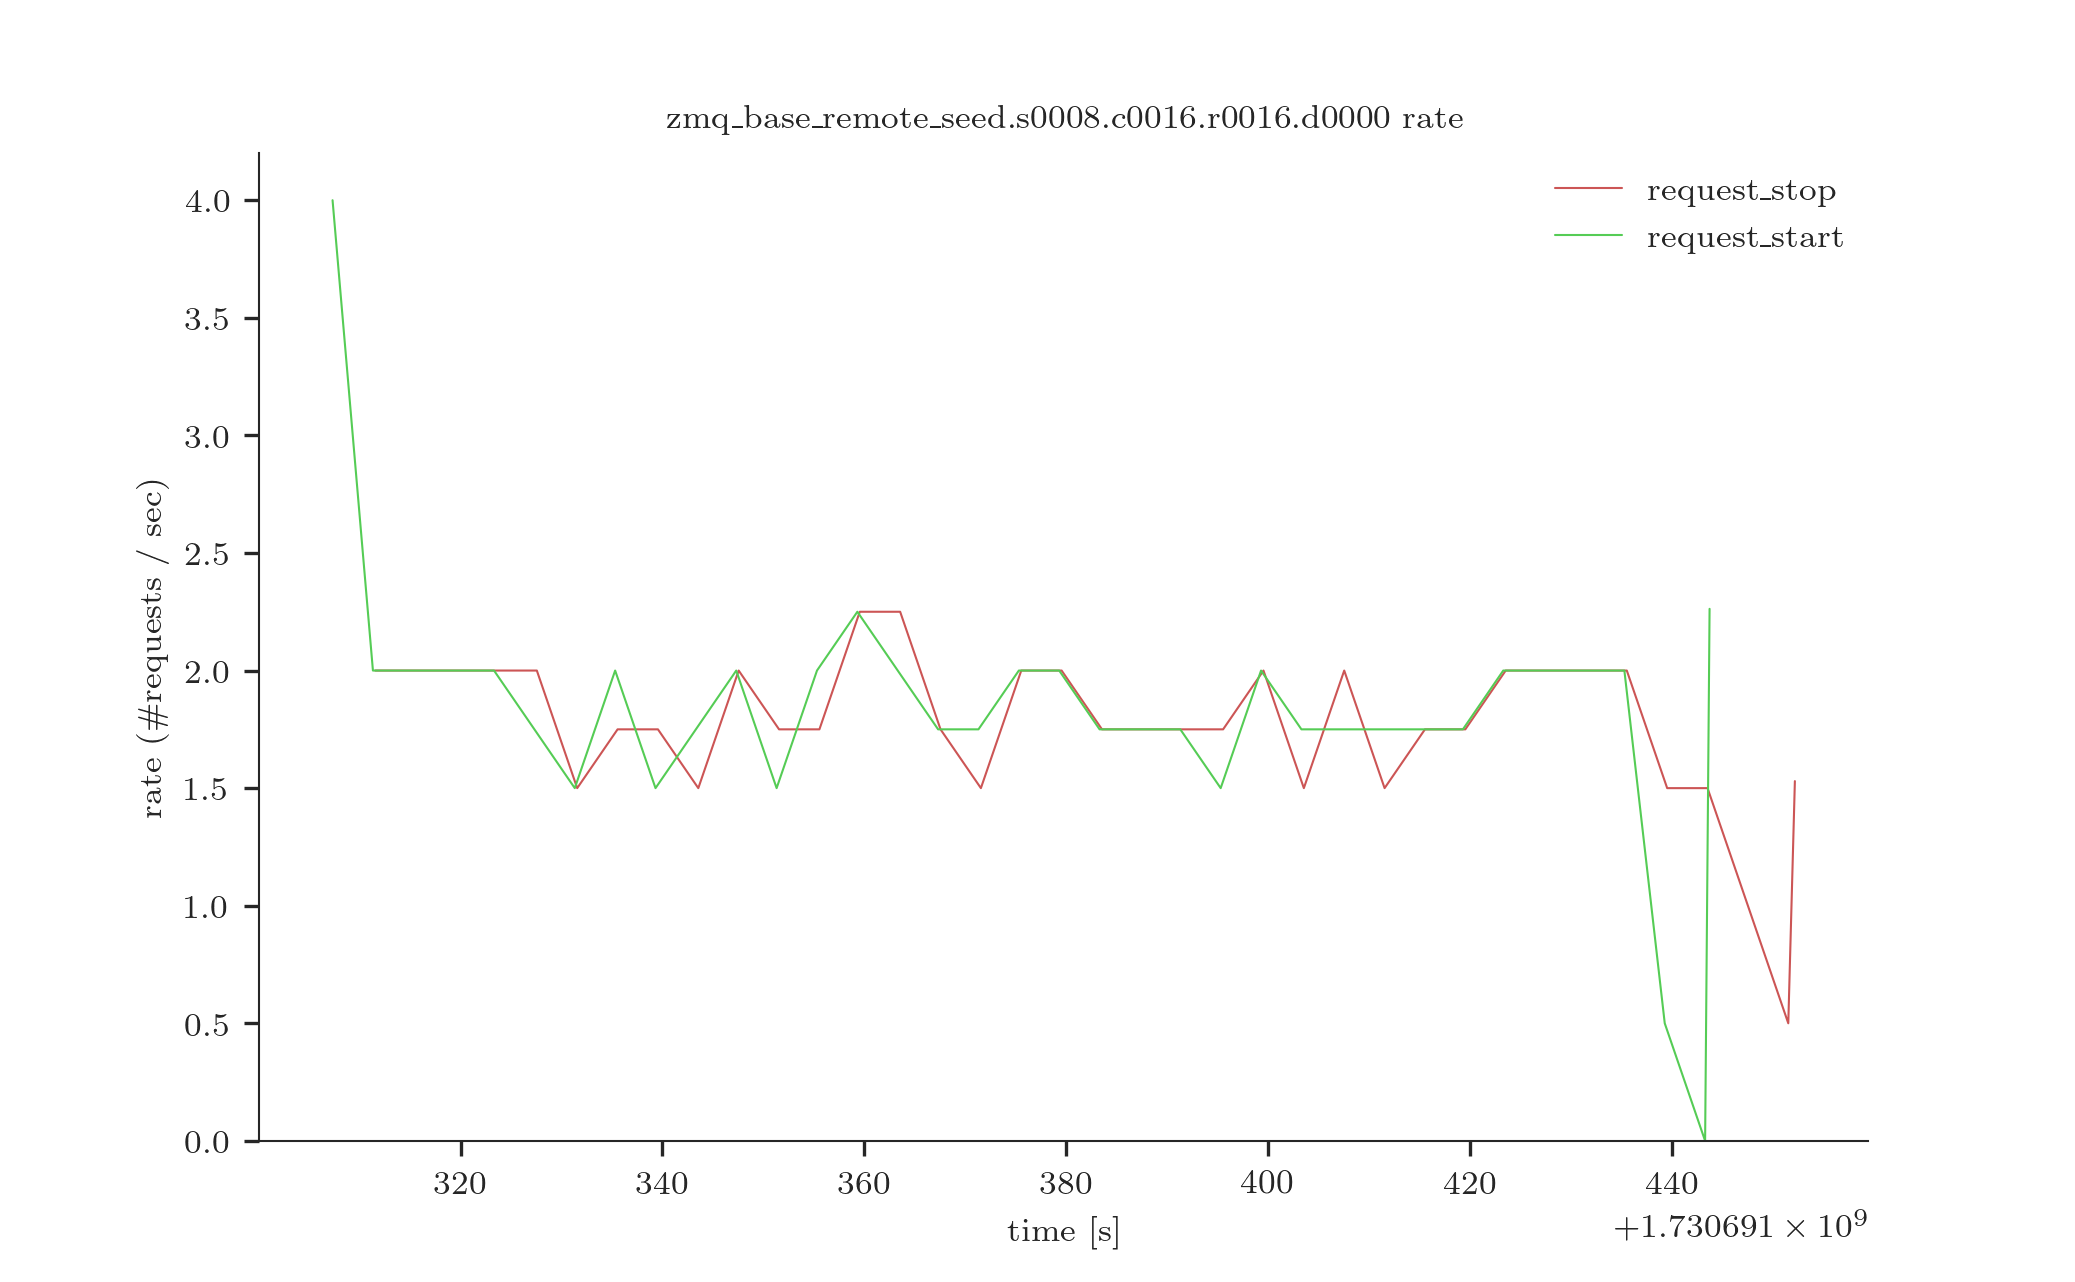 zmq_base_remote_seed.s0008.c0016.r0016.d0000 rate
request_stop
request_start
rate (#requests / sec)
4.0
3.5
3.0
2.5
2.0
1.5
1.0
0.5
0.0
320 340 360 380 400 420 440
time [s]
+1.730691 × 10⁹